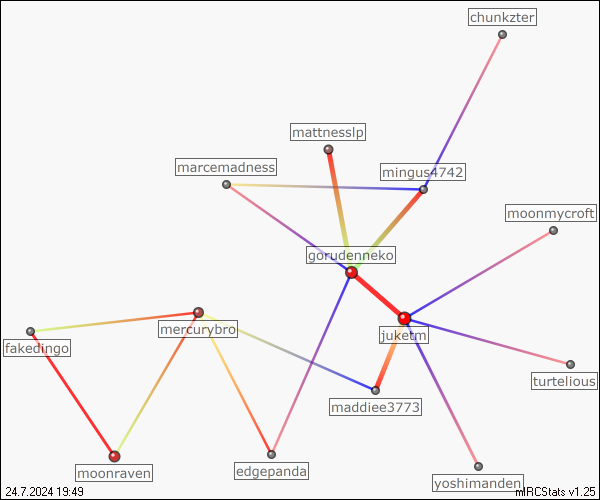 chunkzter
mattnesslp
marcemadness
mingus4742
moonmycroft
gorudenneko
mercurybro
juketm
fakedingo
turtelious
maddiee3773
moonraven
edgepanda
yoshimanden
24.7.2024 19:49
mIRCStats v1.25